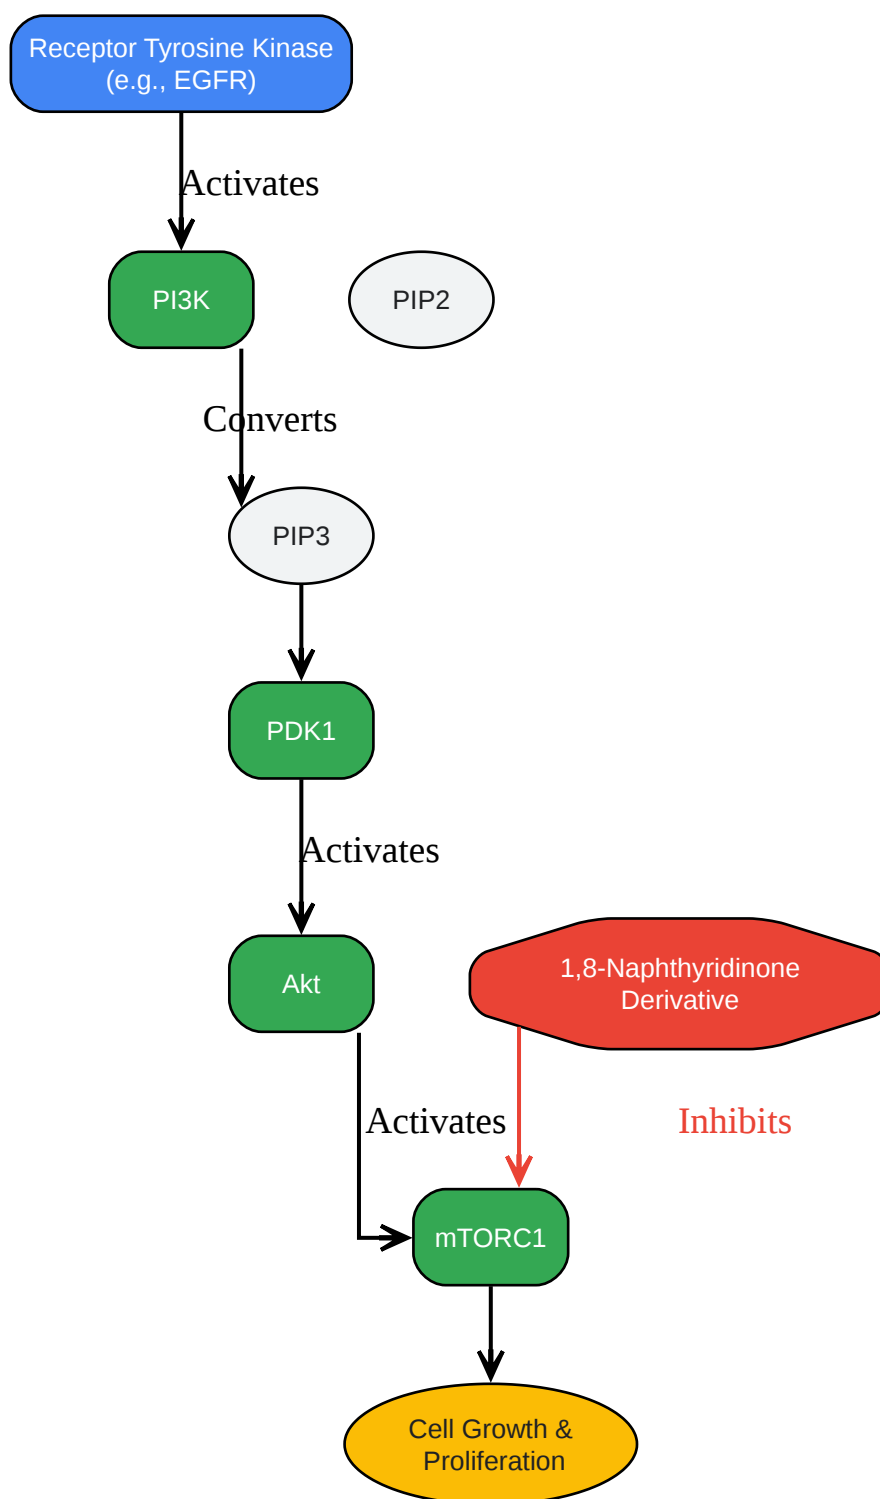 Receptor Tyrosine Kinase
(e.g., EGFR)
Activates
PI3K
PIP2
Converts
PIP3
PDK1
Activates
Akt
1,8-Naphthyridinone
Derivative
Activates
Inhibits
mTORC1
Cell Growth &
Proliferation